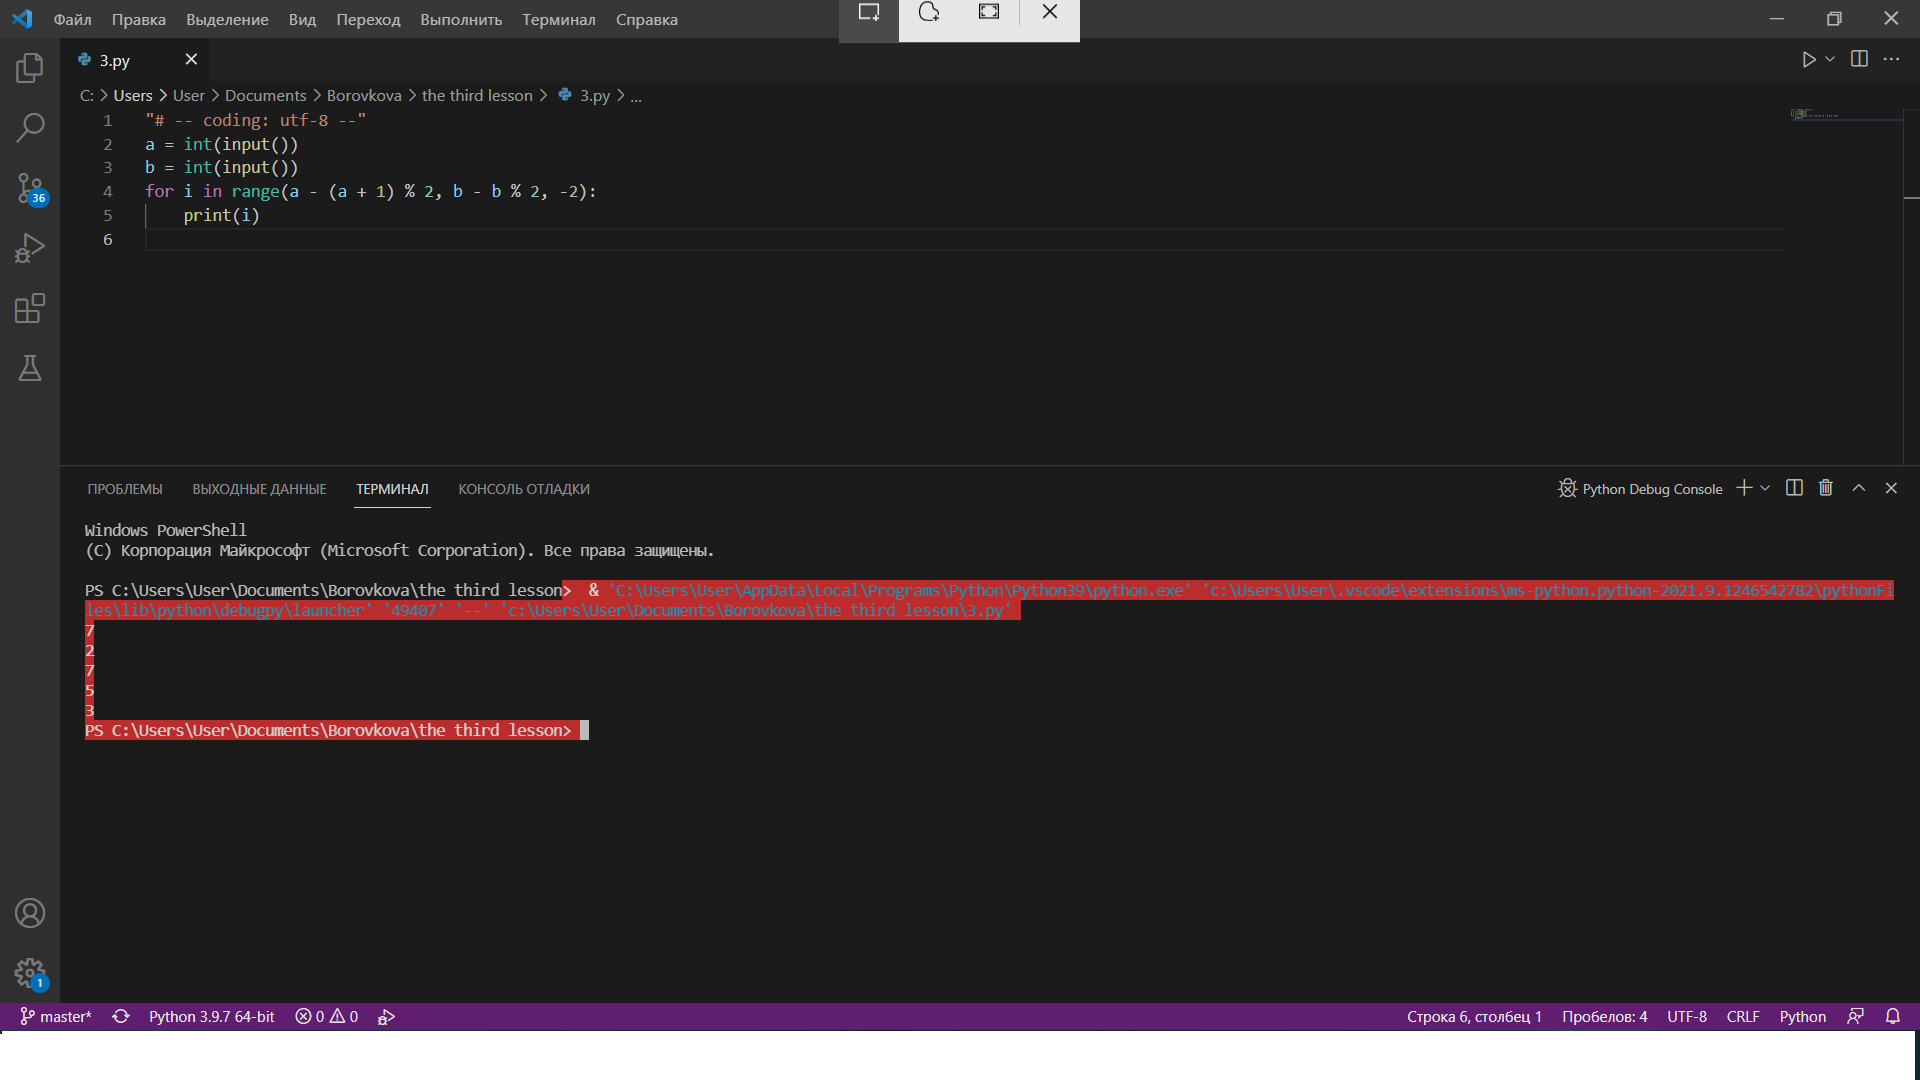 Файл Правка Выделение Вид Переход Выполнить Терминал Справка
3.py
C: > Users > User > Documents > Borovkova > the third lesson > 3.py > ...
1 "# -- coding: utf-8 --"
2 a = int(input())
3 b = int(input())
4 for i in range(a - (a + 1) % 2, b - b % 2, -2):
5 print(i)
6
36
ПРОБЛЕМЫ ВЫХОДНЫЕ ДАННЫЕ ТЕРМИНАЛ КОНСОЛЬ ОТЛАДКИ
Python Debug Console
Windows PowerShell
(C) Корпорация Майкрософт (Microsoft Corporation). Все права защищены.
PS C:\Users\User\Documents\Borovkova\the third lesson>  & 'C:\Users\User\AppData\Local\Programs\Python\Python39\python.exe' 'c:\Users\User\.vscode\extensions\ms-python.python-2021.9.1246542782\pythonFi
les\lib\python\debugpy\launcher' '49407' '--' 'c:\Users\User\Documents\Borovkova\the third lesson\3.py'
7
2
7
5
3
PS C:\Users\User\Documents\Borovkova\the third lesson>
1
master* Python 3.9.7 64-bit 0 0 Строка 6, столбец 1 Пробелов: 4 UTF-8 CRLF Python